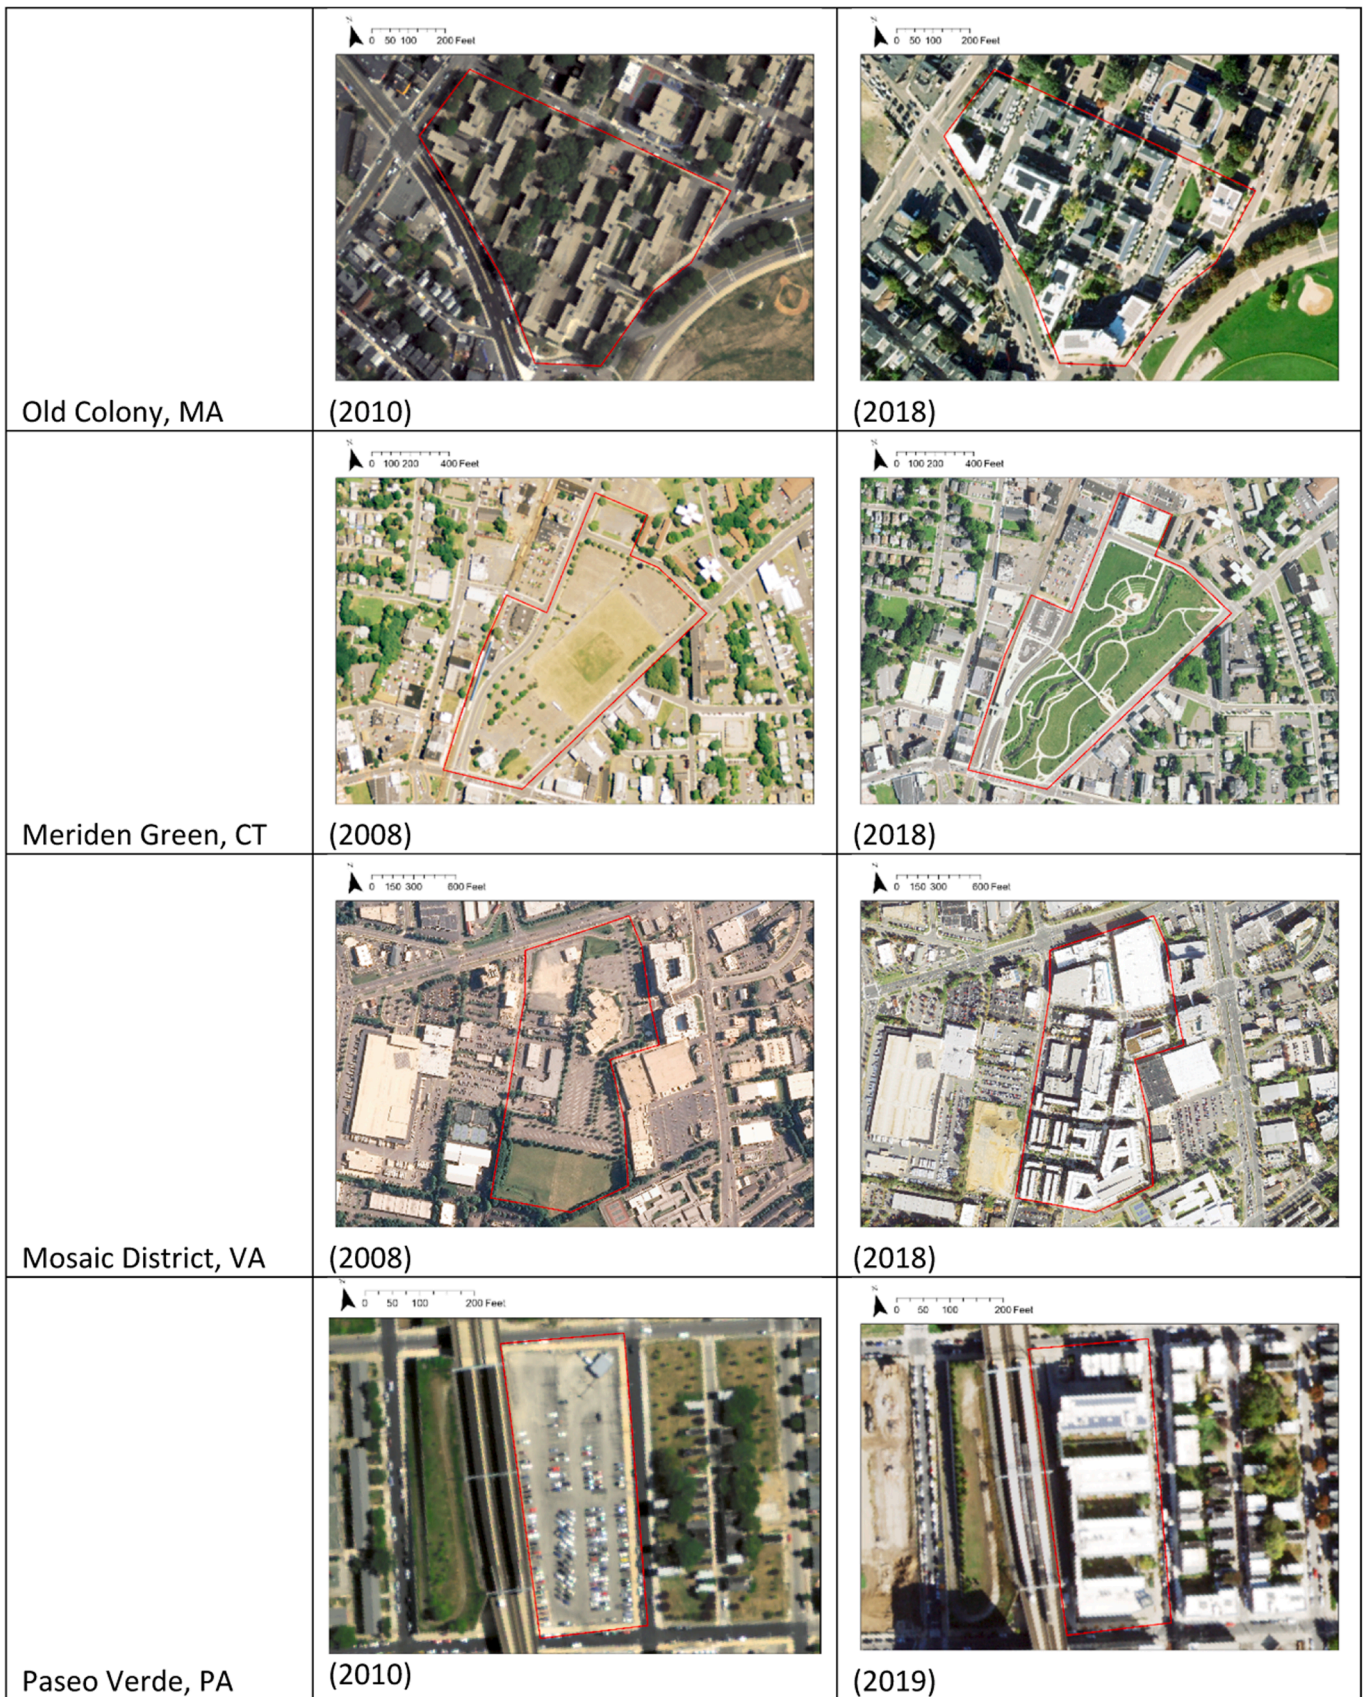 N
0 50 100 200 Feet
N
0 50 100 200 Feet
Old Colony, MA
(2010)
(2018)
N
0 100 200 400 Feet
N
0 100 200 400 Feet
Meriden Green, CT
(2008)
(2018)
N
0 150 300 600 Feet
N
0 150 300 600 Feet
Mosaic District, VA
(2008)
(2018)
N
0 50 100 200 Feet
N
0 50 100 200 Feet
Paseo Verde, PA
(2010)
(2019)